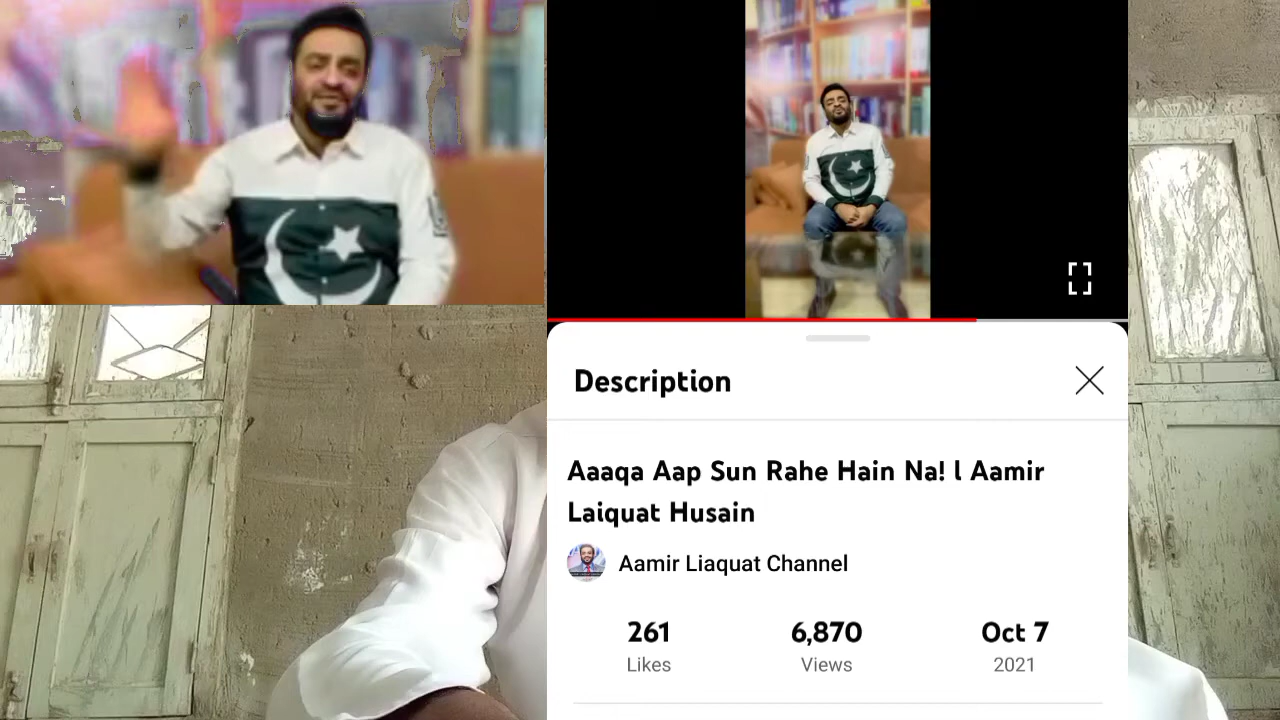 Description
Aaaqa Aap Sun Rahe Hain Na! l Aamir
Laiquat Husain
Aamir Liaquat Channel
261
Likes
6,870
Views
Oct 7
2021